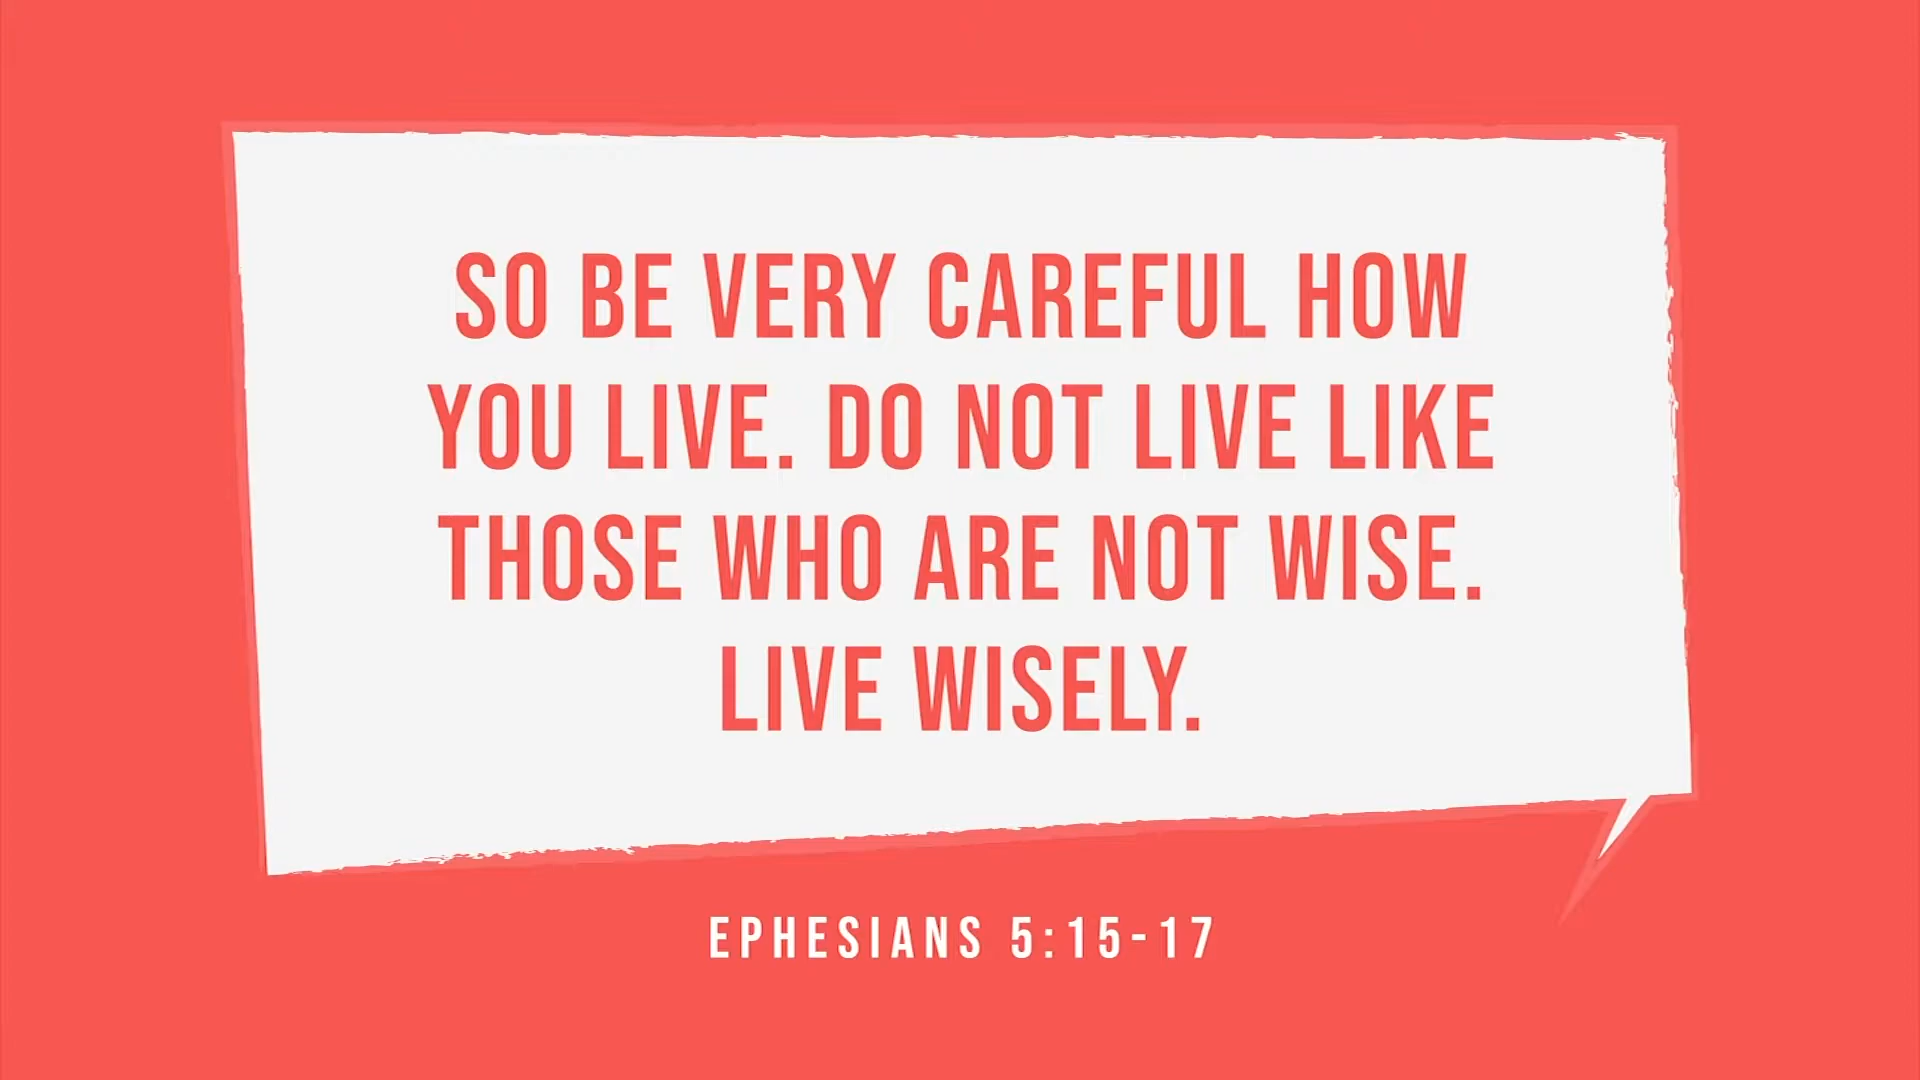 SO BE VERY CAREFUL HOW
YOU LIVE. DO NOT LIVE LIKE
THOSE WHO ARE NOT WISE.
LIVE WISELY.
EPHESIANS 5:15-17